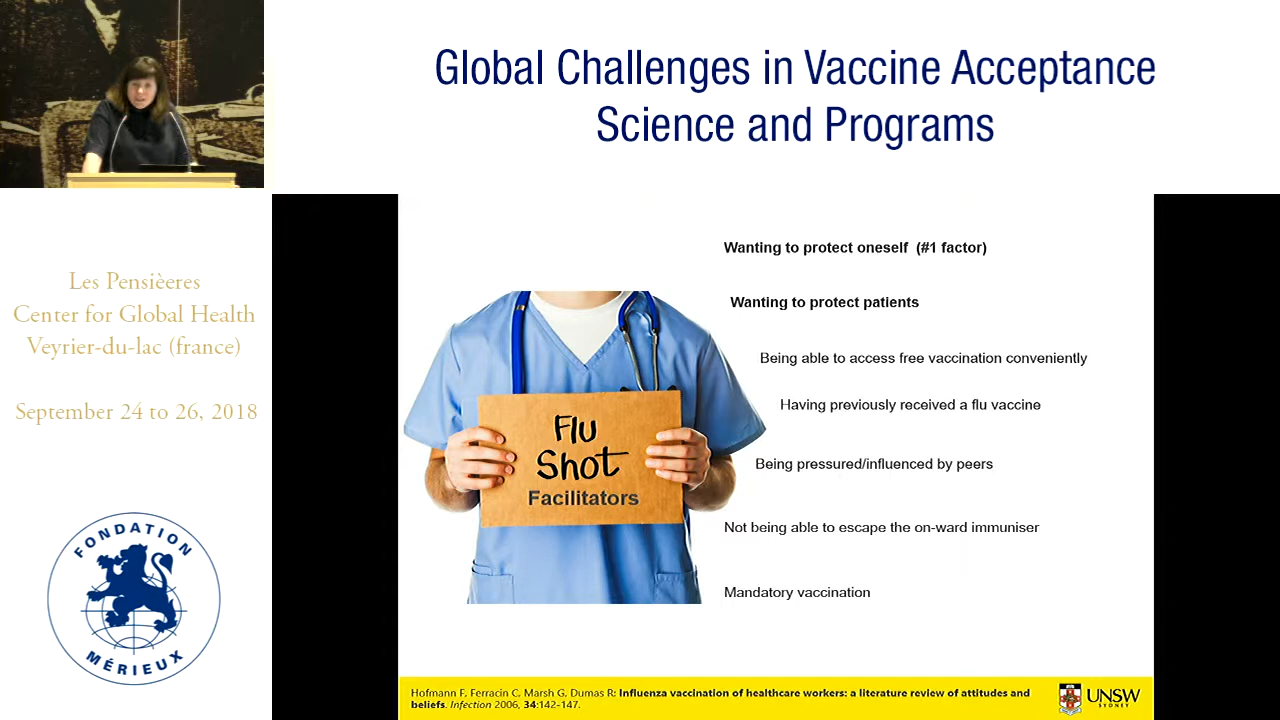 Global Challenges in Vaccine Acceptance
Science and Programs
Les Pensièeres
Center for Global Health
Veyrier-du-lac (france)
September 24 to 26, 2018
FONDATION
MÉRIEUX
Wanting to protect oneself (#1 factor)
Wanting to protect patients
Being able to access free vaccination conveniently
Having previously received a flu vaccine
Being pressured/influenced by peers
Not being able to escape the on-ward immuniser
Mandatory vaccination
Flu
Shot
Facilitators
Hofmann F, Ferracin C, Marsh G, Dumas R: Influenza vaccination of healthcare workers: a literature review of attitudes and
beliefs. Infection 2006, 34:142-147.
UNSW
SYDNEY